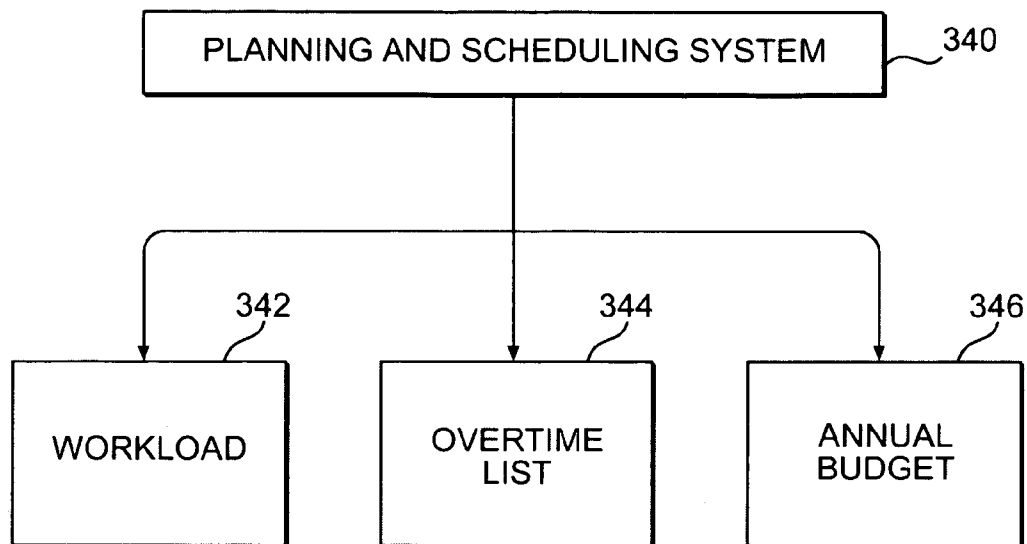 PLANNING AND SCHEDULING SYSTEM
340
342
344
346
WORKLOAD
OVERTIME
LIST
ANNUAL
BUDGET